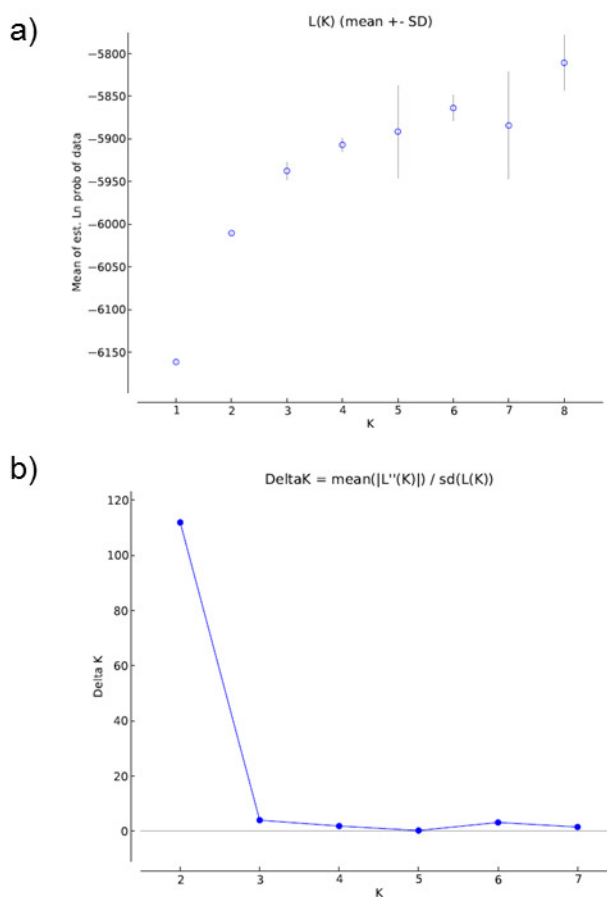 a)
L(K) (mean +- SD)
Mean of est. Ln prob of data
−5800
−5850
−5900
−5950
−6000
−6050
−6100
−6150
1 2 3 4 5 6 7 8
K
b)
DeltaK = mean(|L''(K)|) / sd(L(K))
Delta K
120
100
80
60
40
20
0
2 3 4 5 6 7
K